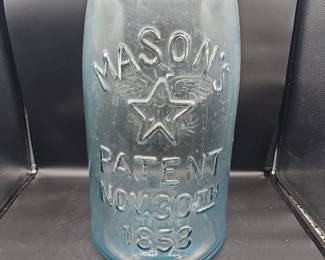 MASON'S
PATENT
NOV. 30TH
1858